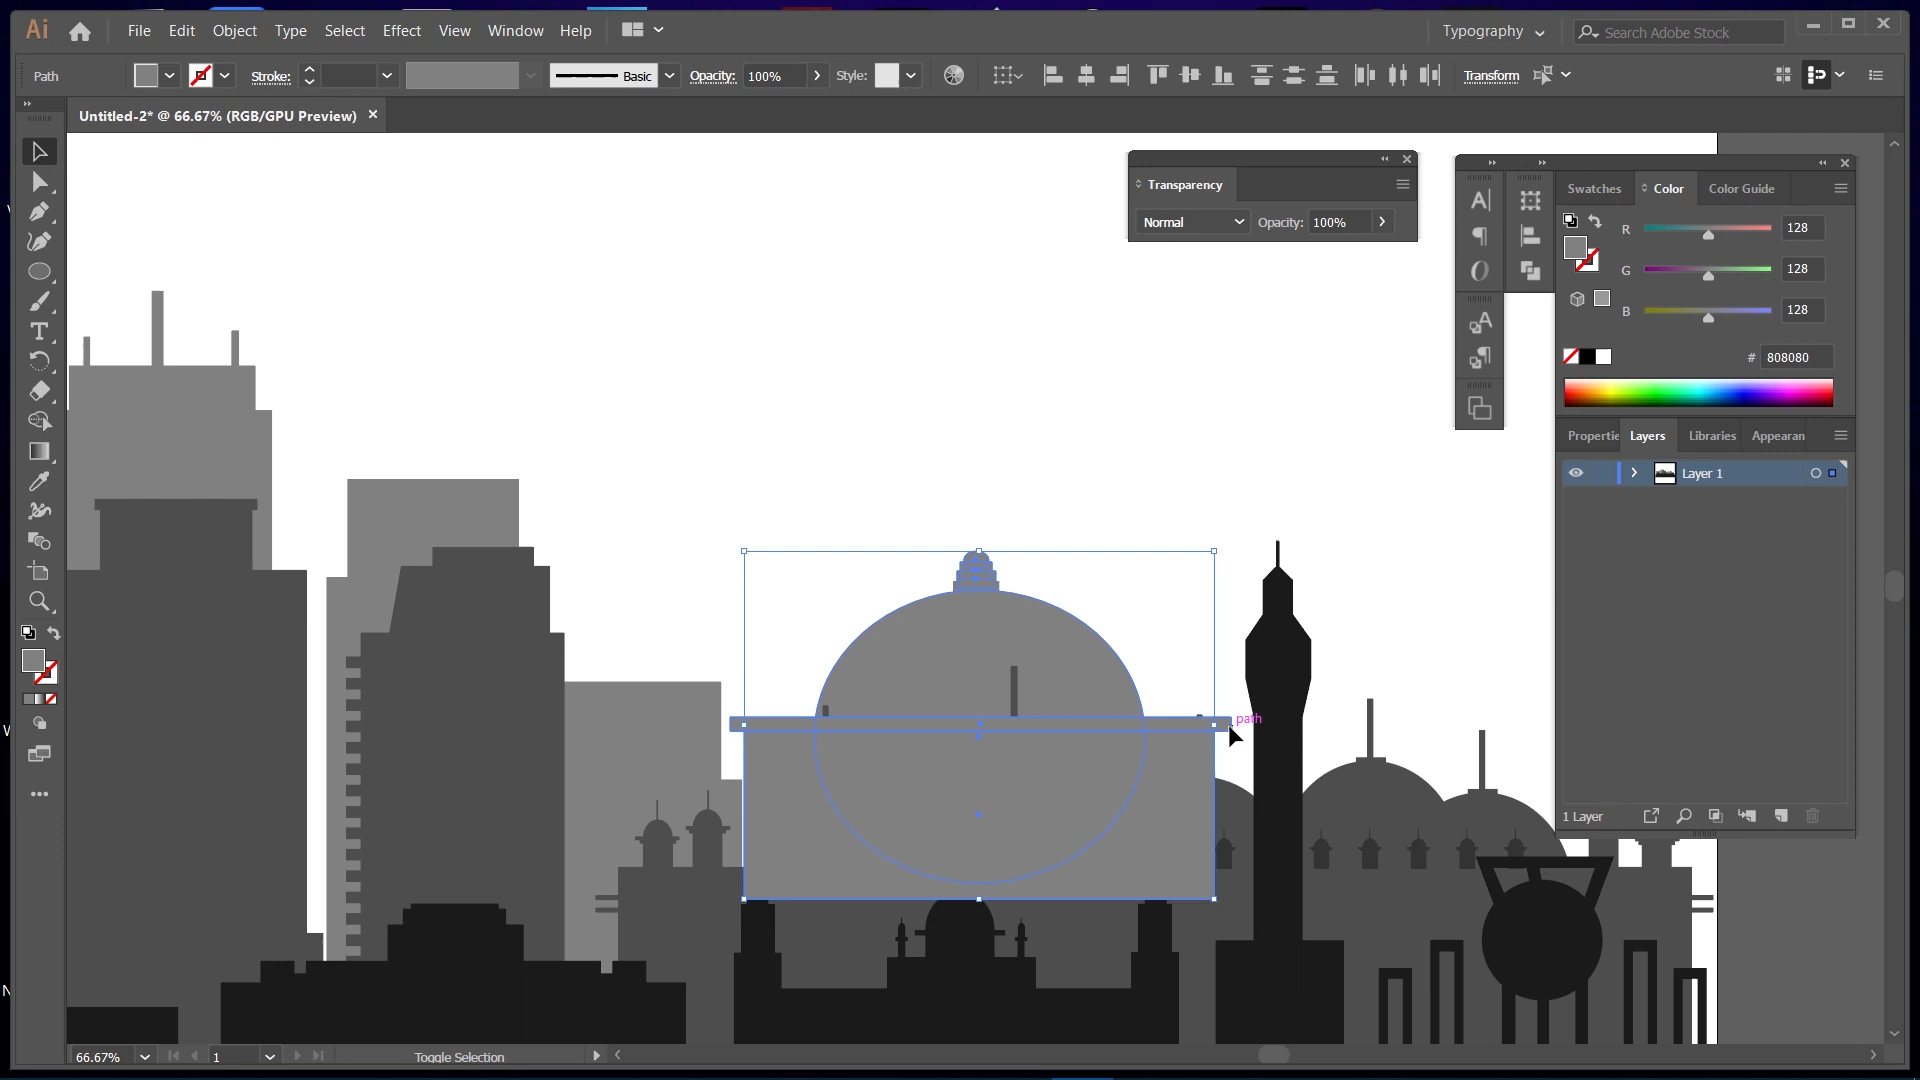 Ai File Edit Object Type Select Effect View Window Help Typography Search Adobe Stock
Path Stroke: Basic Opacity: 100% Style: Transform
Untitled-2* @ 66.67% (RGB/GPU Preview)
Transparency
Normal Opacity: 100%
Swatches Color Color Guide
R 128
G 128
B 128
# 808080
Propertie Layers Libraries Appearan
Layer 1
path
1 Layer
66.67% 1 Toggle Selection